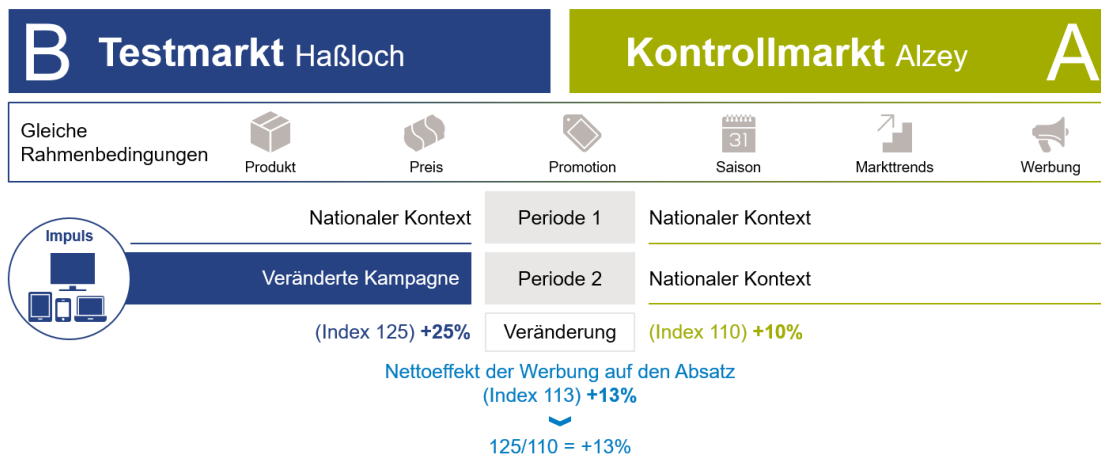 B Testmarkt Haßloch
Kontrollmarkt Alzey A
Gleiche
Rahmenbedingungen
Produkt
Preis
Promotion
31
Saison
Markttrends
Werbung
Impuls
Nationaler Kontext Periode 1 Nationaler Kontext
Veränderte Kampagne Periode 2 Nationaler Kontext
(Index 125) +25% Veränderung (Index 110) +10%
Nettoeffekt der Werbung auf den Absatz
(Index 113) +13%
125/110 = +13%